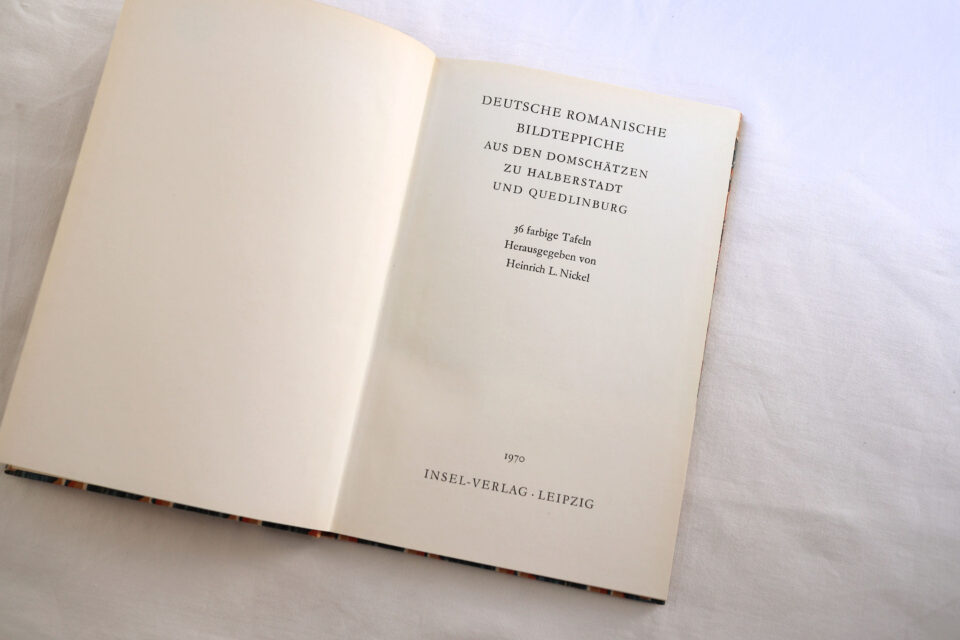 DEUTSCHE ROMANISCHE
BILDTEPPICHE
AUS DEN DOMSCHÄTZEN
ZU HALBERSTADT
UND QUEDLINBURG
36 farbige Tafeln
Herausgegeben von
Heinrich L. Nickel
1970
INSEL-VERLAG · LEIPZIG